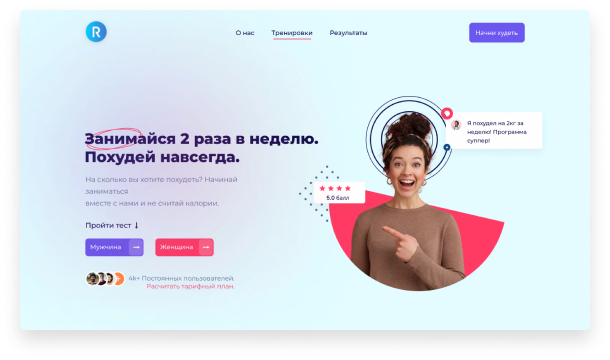 R
О нас
Тренировки
Результаты
Начни худеть
Я похудел на 2кг за
неделю! Программа
суппер!
Занимайся 2 раза в неделю.
Похудей навсегда.
На сколько вы хотите похудеть? Начинай
заниматься
вместе с нами и не считай калории.
5.0 балл
Пройти тест ↓
Мужчина →
Женщина →
4k+ Постоянных пользователей.
Расчитать тарифный план.